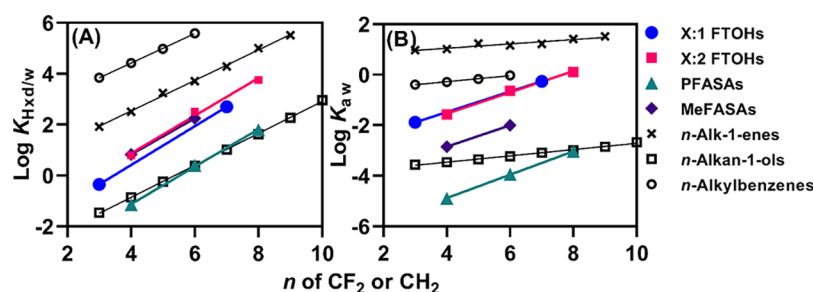 (A)
(B)
Log K_Hxd/w
6
4
2
0
-2
2 4 6 8 10
Log K_aw
2
0
-2
-4
-6
2 4 6 8 10
n of CF₂ or CH₂
X:1 FTOHs
X:2 FTOHs
PFASAs
MeFASAs
n-Alk-1-enes
n-Alkan-1-ols
n-Alkylbenzenes